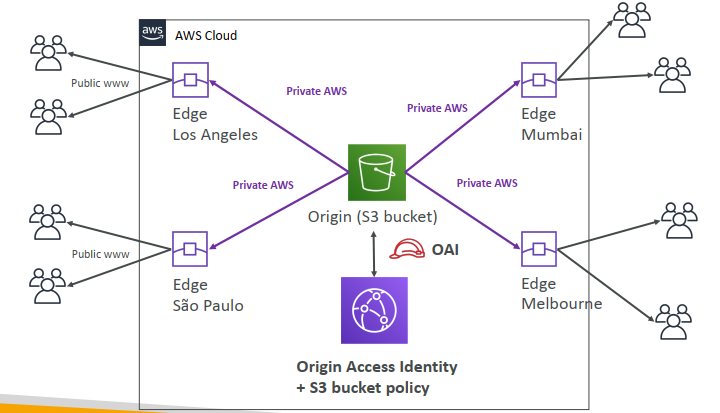 aws
AWS Cloud
Public www
Private AWS
Private AWS
Edge
Los Angeles
Edge
Mumbai
Private AWS
Private AWS
Origin (S3 bucket)
Public www
OAI
Edge
São Paulo
Edge
Melbourne
Origin Access Identity
+ S3 bucket policy